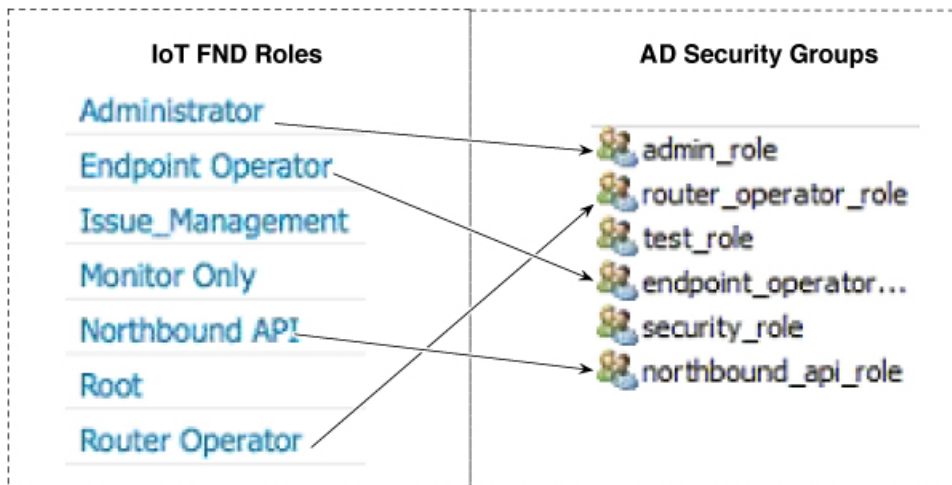 IoT FND Roles
Administrator
Endpoint Operator
Issue_Management
Monitor Only
Northbound API
Root
Router Operator
AD Security Groups
admin_role
router_operator_role
test_role
endpoint_operator...
security_role
northbound_api_role